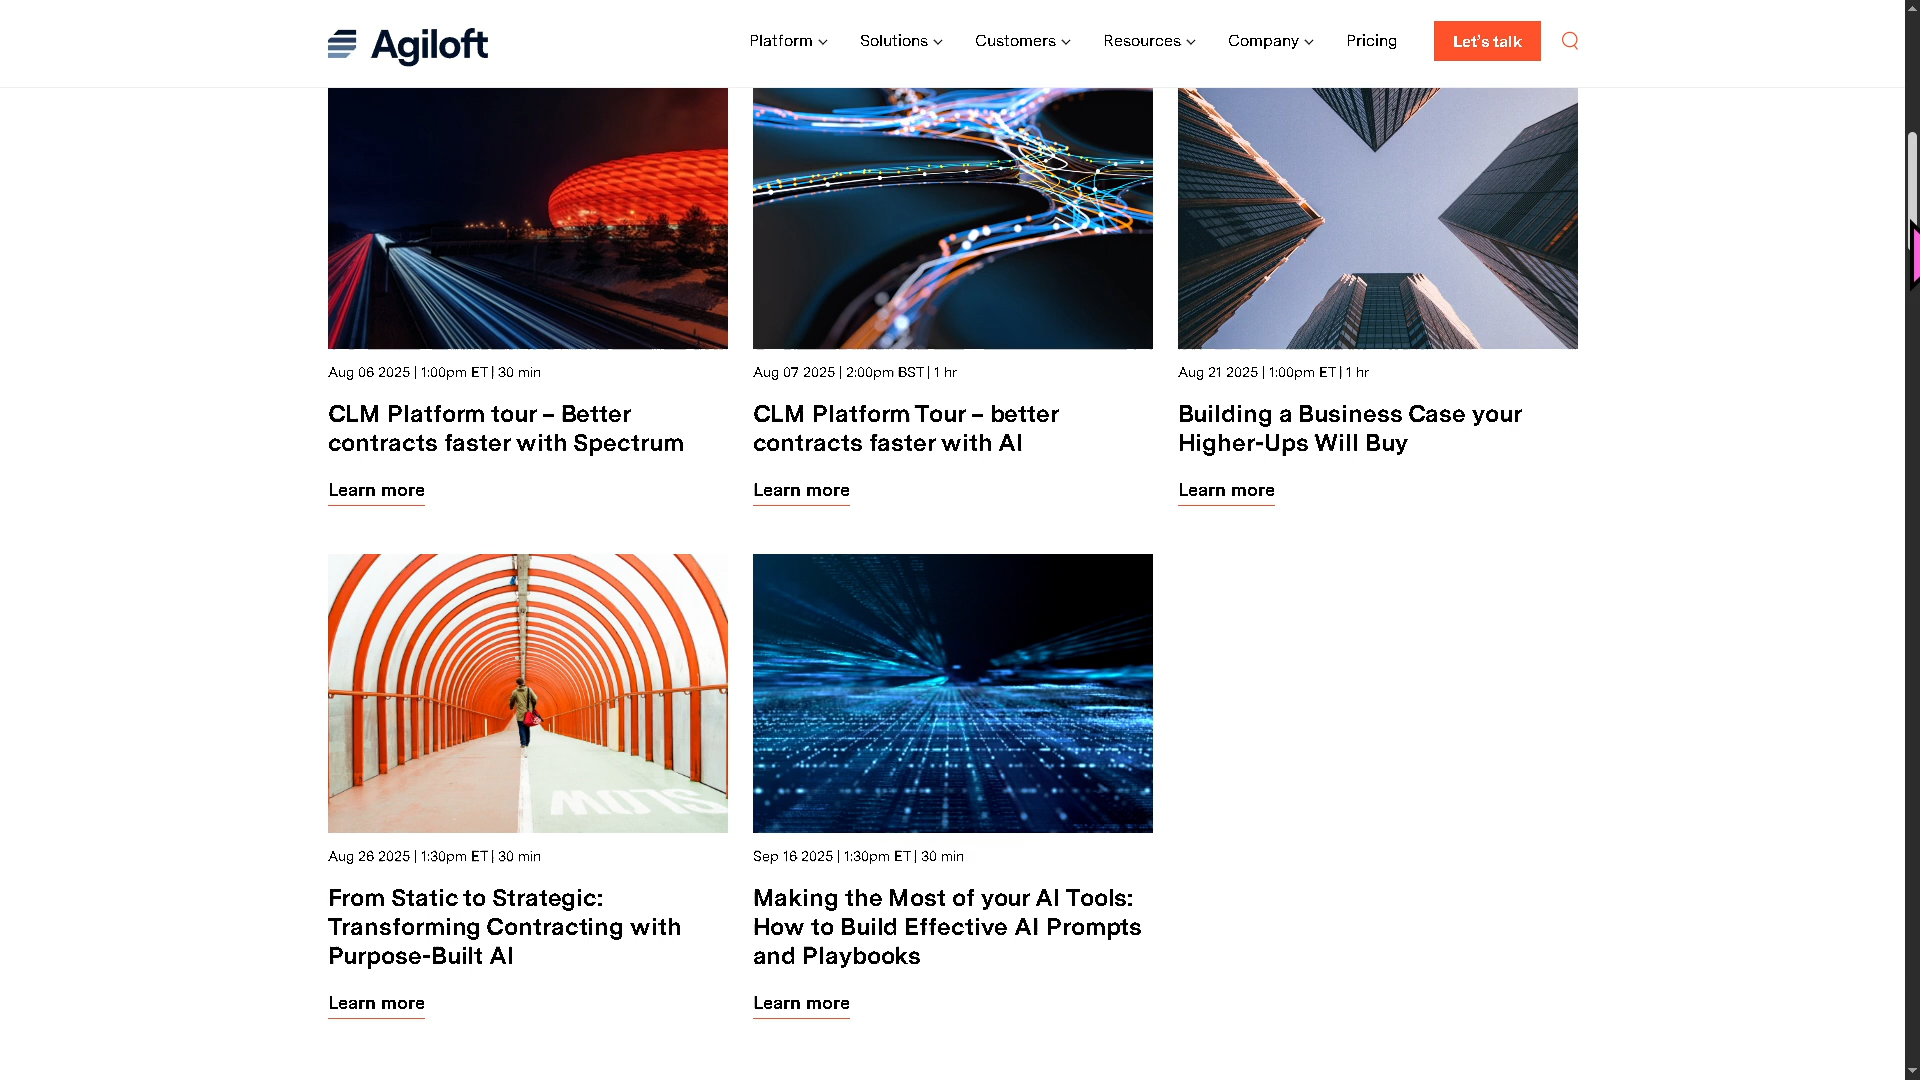 Agiloft
Platform
Solutions
Customers
Resources
Company
Pricing
Let's talk
Aug 06 2025 | 1:00pm ET | 30 min
CLM Platform tour – Better
contracts faster with Spectrum
Learn more
Aug 07 2025 | 2:00pm BST | 1 hr
CLM Platform Tour – better
contracts faster with AI
Learn more
Aug 21 2025 | 1:00pm ET | 1 hr
Building a Business Case your
Higher-Ups Will Buy
Learn more
SLOW
Aug 26 2025 | 1:30pm ET | 30 min
From Static to Strategic:
Transforming Contracting with
Purpose-Built AI
Learn more
Sep 16 2025 | 1:30pm ET | 30 min
Making the Most of your AI Tools:
How to Build Effective AI Prompts
and Playbooks
Learn more